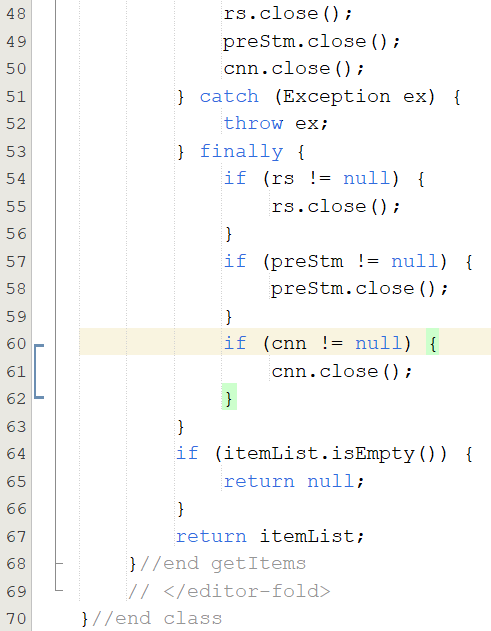 48 rs.close();
49 preStm.close();
50 cnn.close();
51 } catch (Exception ex) {
52 throw ex;
53 } finally {
54 if (rs != null) {
55 rs.close();
56 }
57 if (preStm != null) {
58 preStm.close();
59 }
60 if (cnn != null) {
61 cnn.close();
62 }
63 }
64 if (itemList.isEmpty()) {
65 return null;
66 }
67 return itemList;
68 }//end getItems
69 // </editor-fold>
70 }//end class